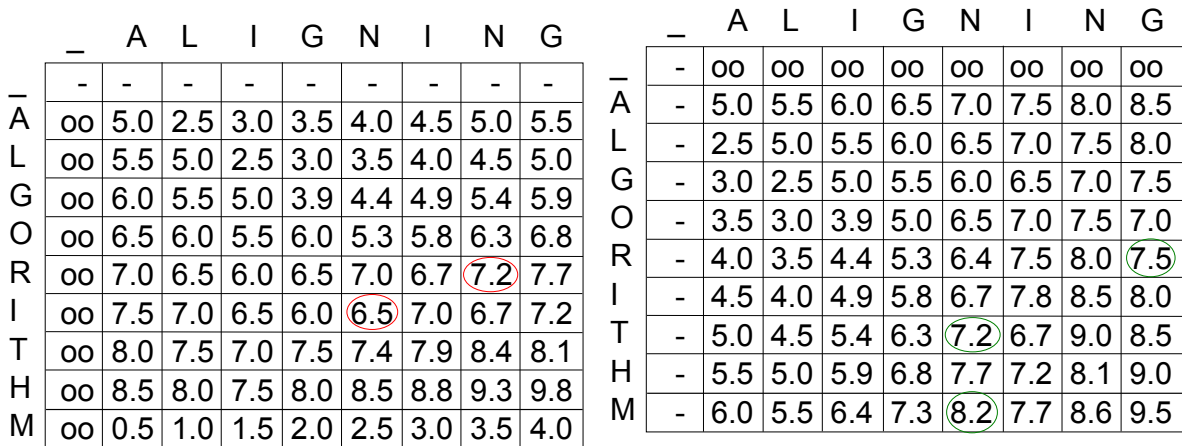 _ A L I G N I N G
_ - - - - - - - - -
A oo 5.0 2.5 3.0 3.5 4.0 4.5 5.0 5.5
L oo 5.5 5.0 2.5 3.0 3.5 4.0 4.5 5.0
G oo 6.0 5.5 5.0 3.9 4.4 4.9 5.4 5.9
O oo 6.5 6.0 5.5 6.0 5.3 5.8 6.3 6.8
R oo 7.0 6.5 6.0 6.5 7.0 6.7 7.2 7.7
I oo 7.5 7.0 6.5 6.0 6.5 7.0 6.7 7.2
T oo 8.0 7.5 7.0 7.5 7.4 7.9 8.4 8.1
H oo 8.5 8.0 7.5 8.0 8.5 8.8 9.3 9.8
M oo 0.5 1.0 1.5 2.0 2.5 3.0 3.5 4.0
_ A L I G N I N G
_ - oo oo oo oo oo oo oo oo
A - 5.0 5.5 6.0 6.5 7.0 7.5 8.0 8.5
L - 2.5 5.0 5.5 6.0 6.5 7.0 7.5 8.0
G - 3.0 2.5 5.0 5.5 6.0 6.5 7.0 7.5
O - 3.5 3.0 3.9 5.0 6.5 7.0 7.5 7.0
R - 4.0 3.5 4.4 5.3 6.4 7.5 8.0 7.5
I - 4.5 4.0 4.9 5.8 6.7 7.8 8.5 8.0
T - 5.0 4.5 5.4 6.3 7.2 6.7 9.0 8.5
H - 5.5 5.0 5.9 6.8 7.7 7.2 8.1 9.0
M - 6.0 5.5 6.4 7.3 8.2 7.7 8.6 9.5